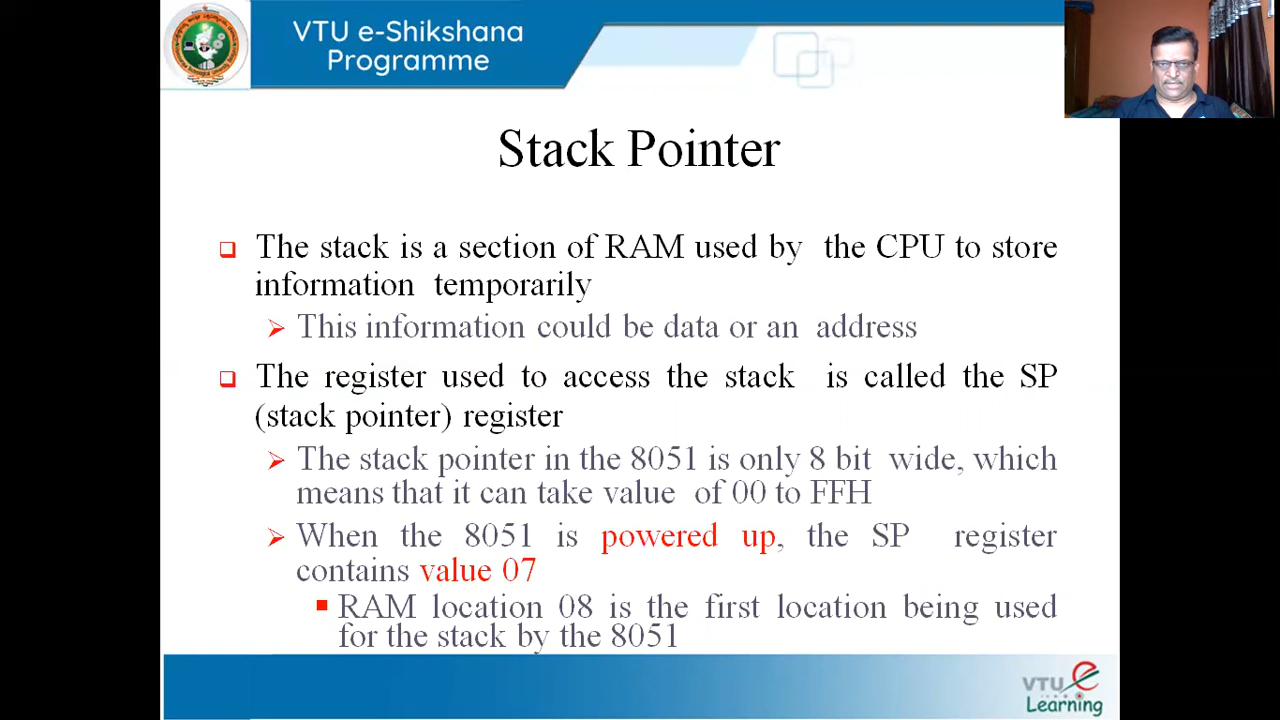 VTU e-Shikshana
Programme
Stack Pointer
The stack is a section of RAM used by the CPU to store
information temporarily
This information could be data or an address
The register used to access the stack is called the SP
(stack pointer) register
The stack pointer in the 8051 is only 8 bit wide, which
means that it can take value of 00 to FFH
When the 8051 is powered up, the SP register
contains value 07
RAM location 08 is the first location being used
for the stack by the 8051
VTU e
Learning